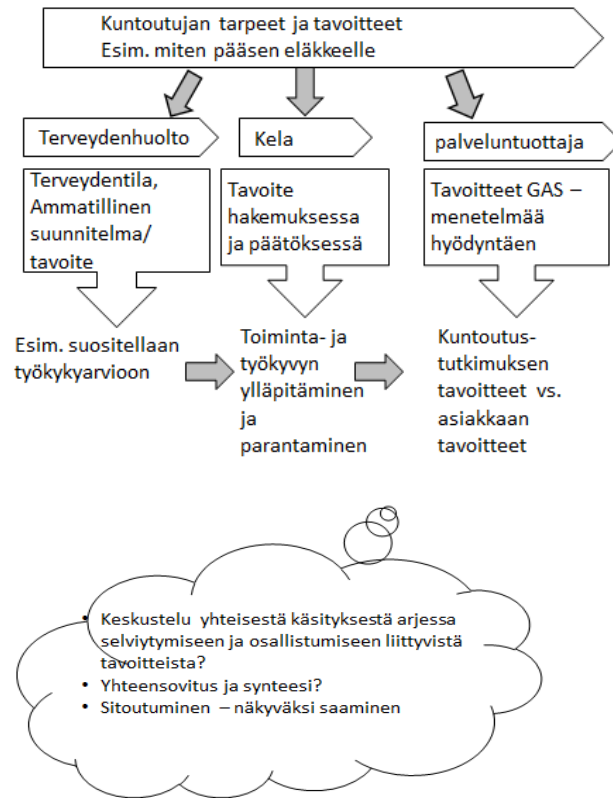 Kuntoutujan tarpeet ja tavoitteet
Esim. miten pääsen eläkkeelle
Terveydenhuolto
Kela
palveluntuottaja
Terveydentila,
Ammatillinen
suunnitelma/
tavoite
Tavoite
hakemuksessa
ja päätöksessä
Tavoitteet GAS –
menetelmää
hyödyntäen
Esim. suositellaan
työkykyarvioon
Toiminta- ja
työkyvyn
ylläpitäminen
ja
parantaminen
Kuntoutus-
tutkimuksen
tavoitteet vs.
asiakkaan
tavoitteet
• Keskustelu yhteisestä käsityksestä arjessa
selviytymiseen ja osallistumiseen liittyvistä
tavoitteista?
• Yhteensovitus ja synteesi?
• Sitoutuminen – näkyväksi saaminen